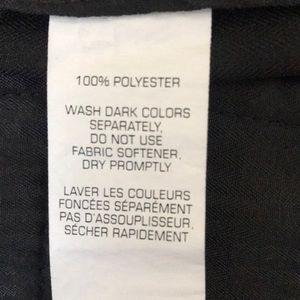 100% POLYESTER
WASH DARK COLORS
SEPARATELY,
DO NOT USE
FABRIC SOFTENER,
DRY PROMPTLY
LAVER LES COULEURS
FONCÉES SÉPARÉMENT
PAS D'ASSOUPLISSEUR,
SÉCHER RAPIDEMENT